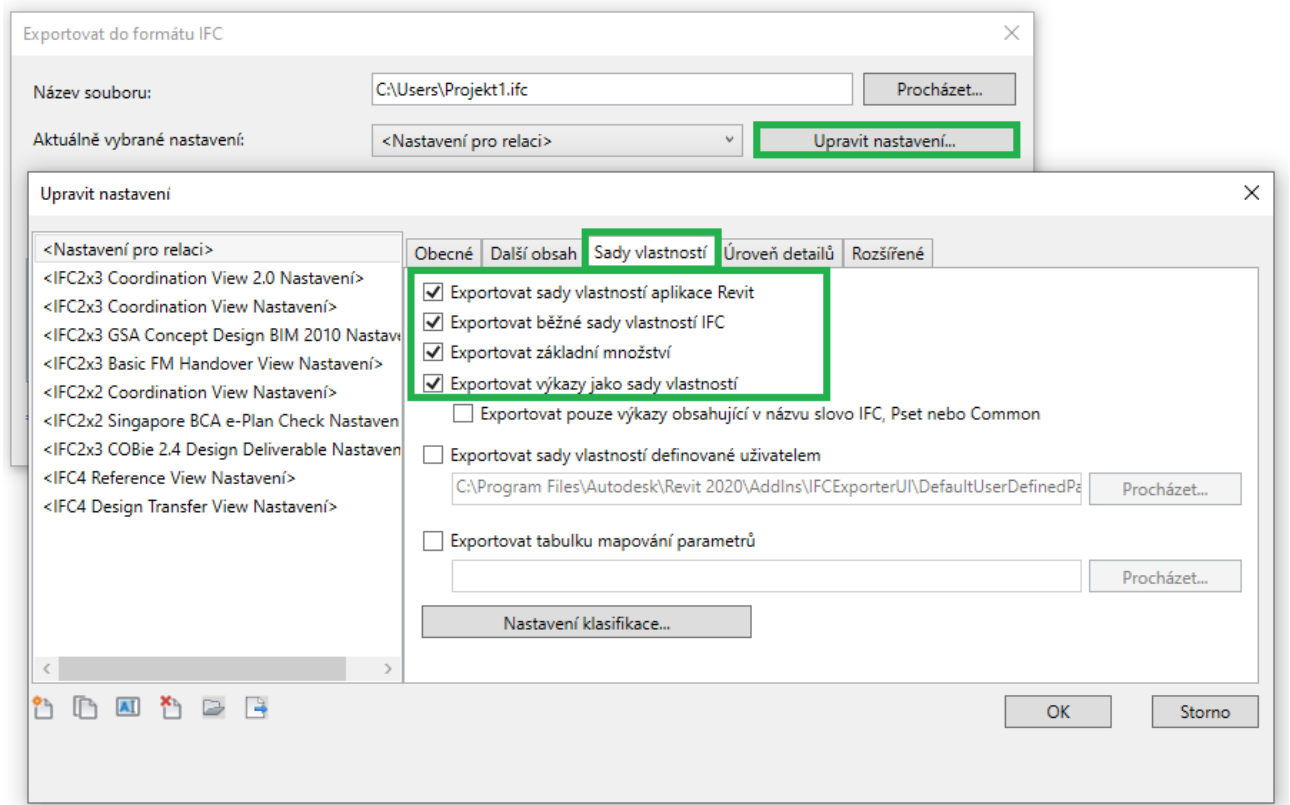 Exportovat do formátu IFC
Název souboru:
C:\Users\Projekt1.ifc
Procházet...
Aktuálně vybrané nastavení:
<Nastavení pro relaci>
Upravit nastavení...
Upravit nastavení
<Nastavení pro relaci>
<IFC2x3 Coordination View 2.0 Nastavení>
<IFC2x3 Coordination View Nastavení>
<IFC2x3 GSA Concept Design BIM 2010 Nastave
<IFC2x3 Basic FM Handover View Nastavení>
<IFC2x2 Coordination View Nastavení>
<IFC2x2 Singapore BCA e-Plan Check Nastaven
<IFC2x3 COBie 2.4 Design Deliverable Nastaven
<IFC4 Reference View Nastavení>
<IFC4 Design Transfer View Nastavení>
Obecné
Další obsah
Sady vlastností
Úroveň detailů
Rozšířené
Exportovat sady vlastností aplikace Revit
Exportovat běžné sady vlastností IFC
Exportovat základní množství
Exportovat výkazy jako sady vlastností
Exportovat pouze výkazy obsahující v názvu slovo IFC, Pset nebo Common
Exportovat sady vlastností definované uživatelem
C:\Program Files\Autodesk\Revit 2020\AddIns\IFCExporterUI\DefaultUserDefinedPa
Procházet...
Exportovat tabulku mapování parametrů
Procházet...
Nastavení klasifikace...
AI
OK
Storno